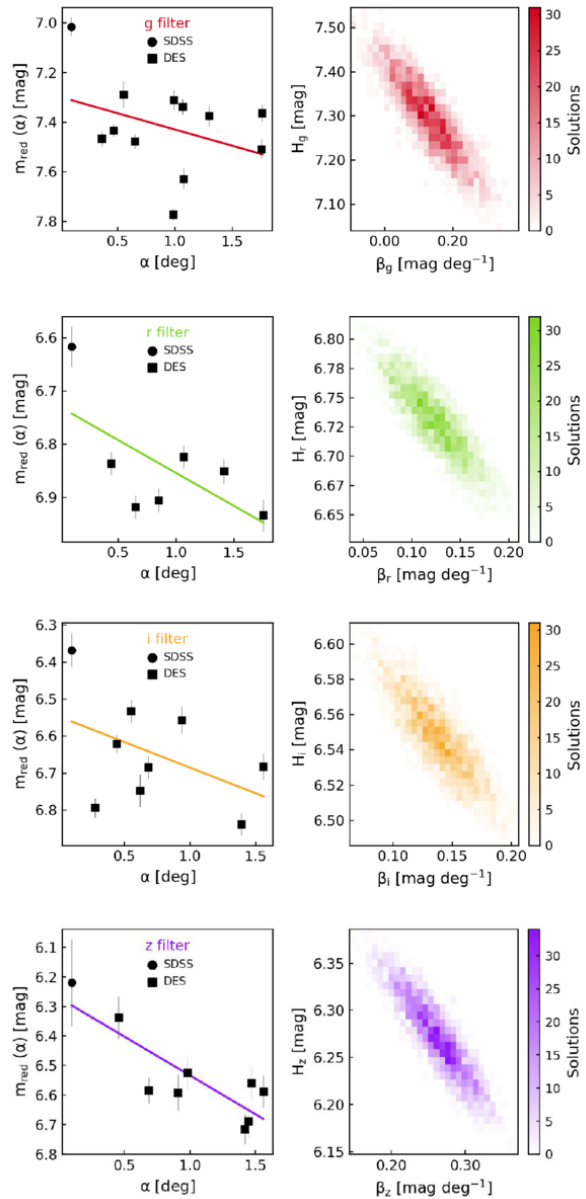 g filter
SDSS
DES
7.0
7.2
7.4
7.6
7.8
m_red (α) [mag]
0.5 1.0 1.5
α [deg]
7.50
7.40
7.30
7.20
7.10
H_g [mag]
0.00 0.20
β_g [mag deg⁻¹]
30
25
20
15
10
5
0
Solutions
r filter
SDSS
DES
6.6
6.7
6.8
6.9
m_red (α) [mag]
0.0 0.5 1.0 1.5
α [deg]
6.80
6.78
6.75
6.73
6.70
6.67
6.65
H_r [mag]
0.05 0.10 0.15 0.20
β_r [mag deg⁻¹]
30
25
20
15
10
5
0
Solutions
i filter
SDSS
DES
6.3
6.4
6.5
6.6
6.7
6.8
m_red (α) [mag]
0.5 1.0 1.5
α [deg]
6.60
6.58
6.56
6.54
6.52
6.50
H_i [mag]
0.10 0.15 0.20
β_i [mag deg⁻¹]
30
25
20
15
10
5
0
Solutions
z filter
SDSS
DES
6.1
6.2
6.3
6.4
6.5
6.6
6.7
6.8
m_red (α) [mag]
0.0 0.5 1.0 1.5
α [deg]
6.35
6.30
6.25
6.20
6.15
H_z [mag]
0.20 0.30
β_z [mag deg⁻¹]
30
25
20
15
10
5
0
Solutions